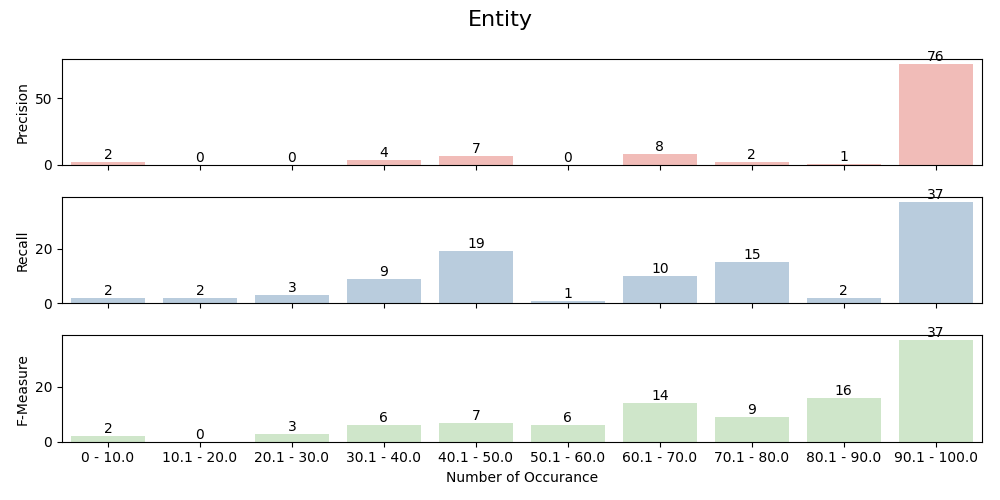 Entity
Precision
50
0
2 0 0 4 7 0 8 2 1 76
Recall
20
0
2 2 3 9 19 1 10 15 2 37
F-Measure
20
0
2 0 3 6 7 6 14 9 16 37
0 - 10.0 10.1 - 20.0 20.1 - 30.0 30.1 - 40.0 40.1 - 50.0 50.1 - 60.0 60.1 - 70.0 70.1 - 80.0 80.1 - 90.0 90.1 - 100.0
Number of Occurance